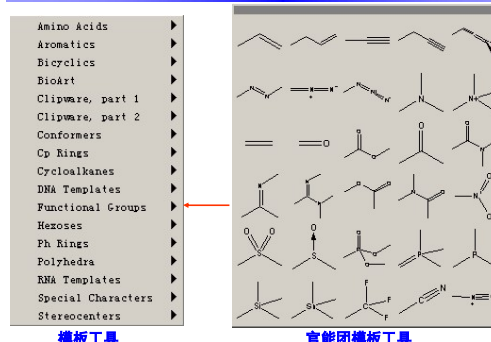 Amino Acids
Aromatics
Bicyclics
BioArt
Clipware, part 1
Clipware, part 2
Conformers
Cp Rings
Cycloalkanes
DNA Templates
Functional Groups
Hexoses
Ph Rings
Polyhedra
RNA Templates
Special Characters
Stereocenters
模板工具
官能团模板工具